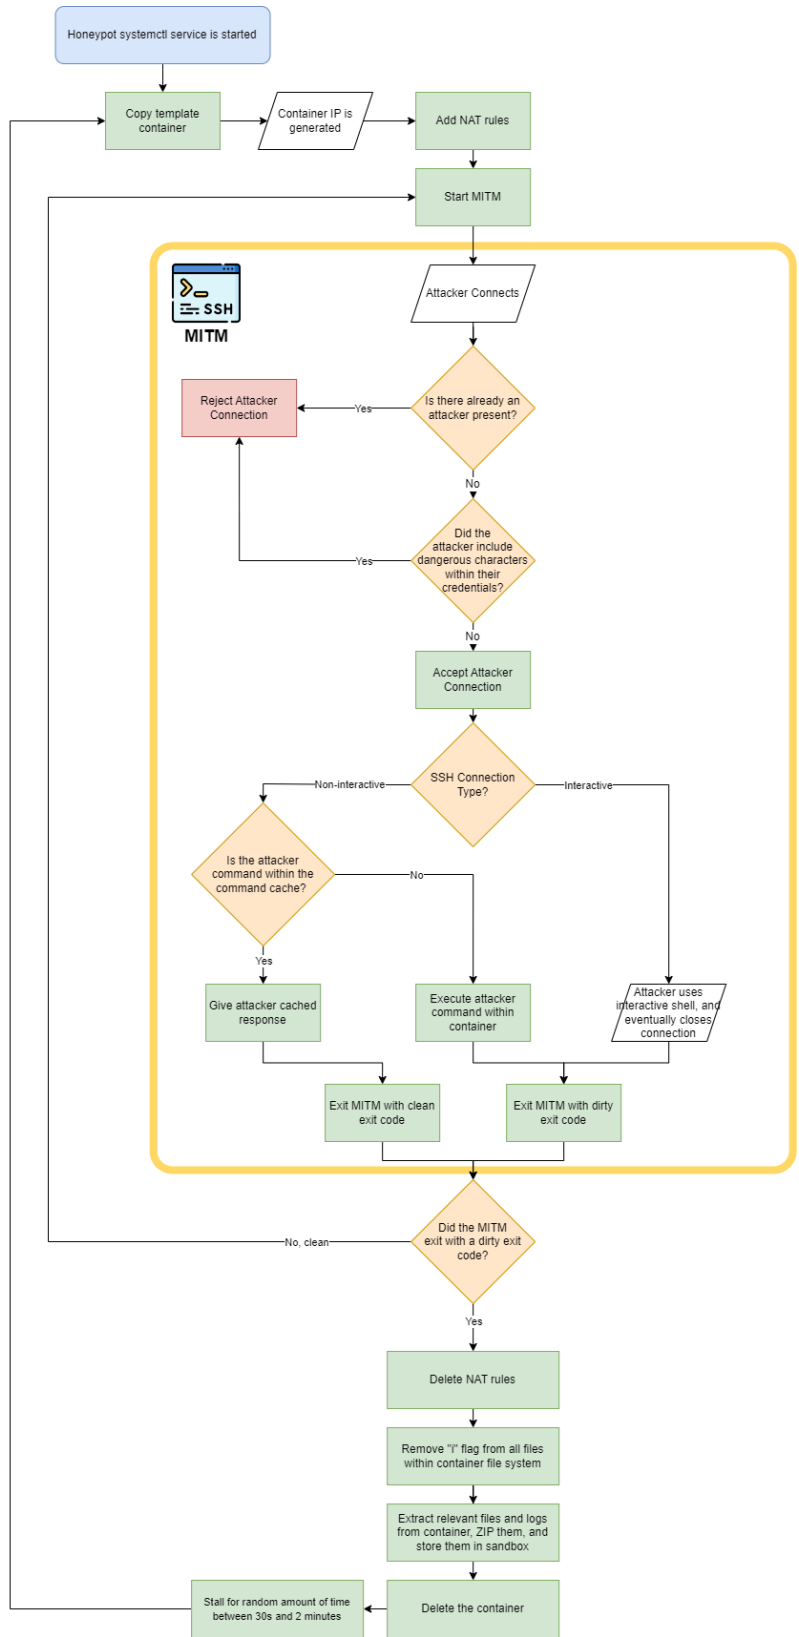 Honeypot systemctl service is started
Copy template
container
Container IP is
generated
Add NAT rules
Start MITM
SSH
MITM
Attacker Connects
Is there already an
attacker present?
Yes
Reject Attacker
Connection
No
Did the
attacker include
dangerous characters
within their
credentials?
Yes
No
Accept Attacker
Connection
SSH Connection
Type?
Non-interactive
Interactive
Is the attacker
command within the
command cache?
No
Yes
Give attacker cached
response
Execute attacker
command within
container
Attacker uses
interactive shell, and
eventually closes
connection
Exit MITM with clean
exit code
Exit MITM with dirty
exit code
Did the MITM
exit with a dirty exit
code?
No, clean
Yes
Delete NAT rules
Remove "i" flag from all files
within container file system
Extract relevant files and logs
from container, ZIP them, and
store them in sandbox
Delete the container
Stall for random amount of time
between 30s and 2 minutes